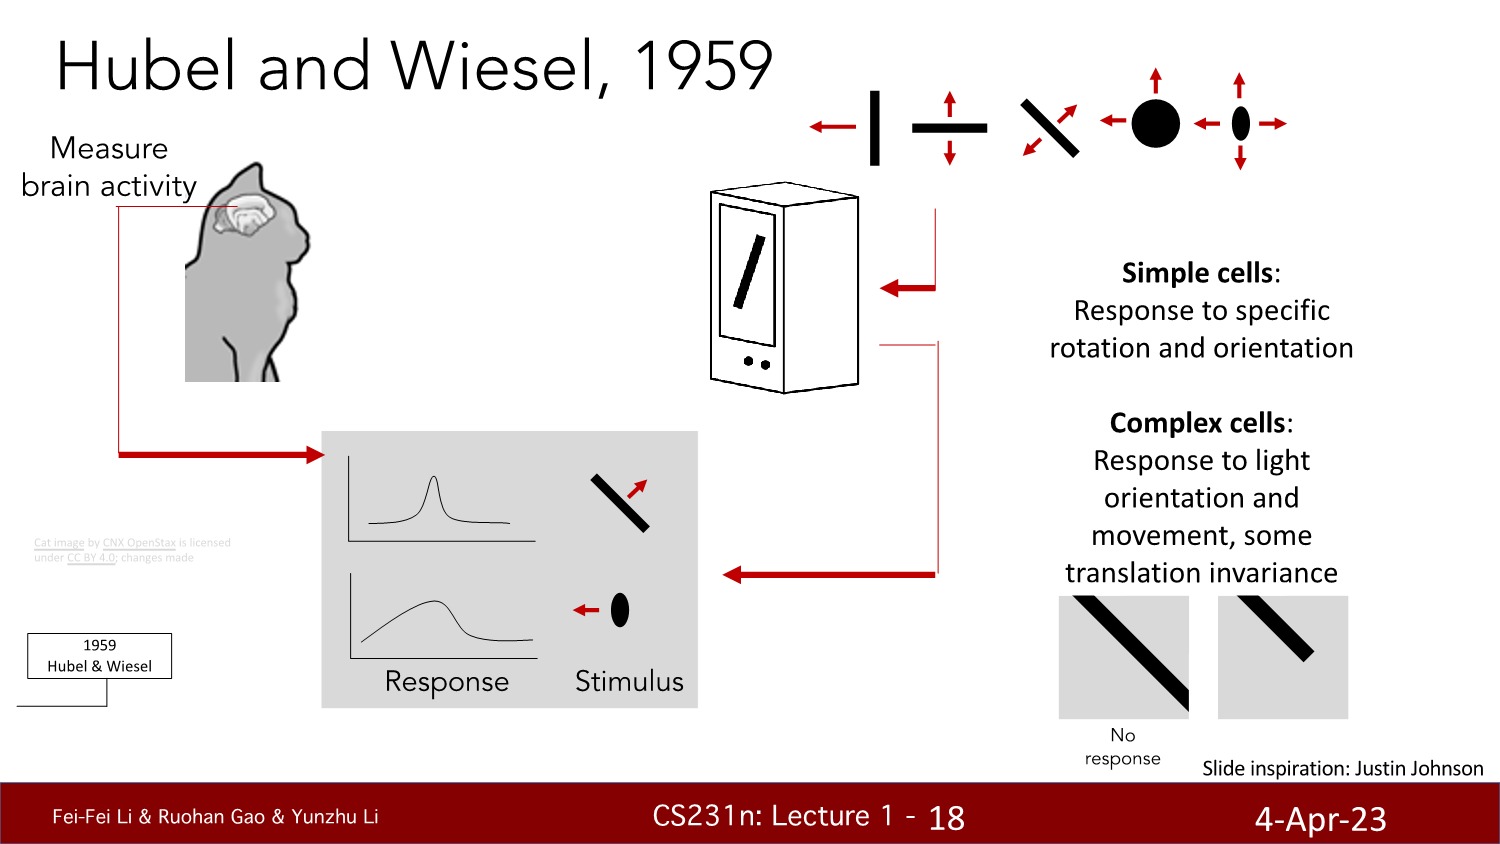 Hubel and Wiesel, 1959
Measure
brain activity
Simple cells:
Response to specific
rotation and orientation
Complex cells:
Response to light
orientation and
movement, some
translation invariance
No
response
Response
Stimulus
Cat image by CNX OpenStax is licensed
under CC BY 4.0; changes made
1959
Hubel & Wiesel
Slide inspiration: Justin Johnson
Fei-Fei Li & Ruohan Gao & Yunzhu Li
CS231n: Lecture 1 - 18
4-Apr-23